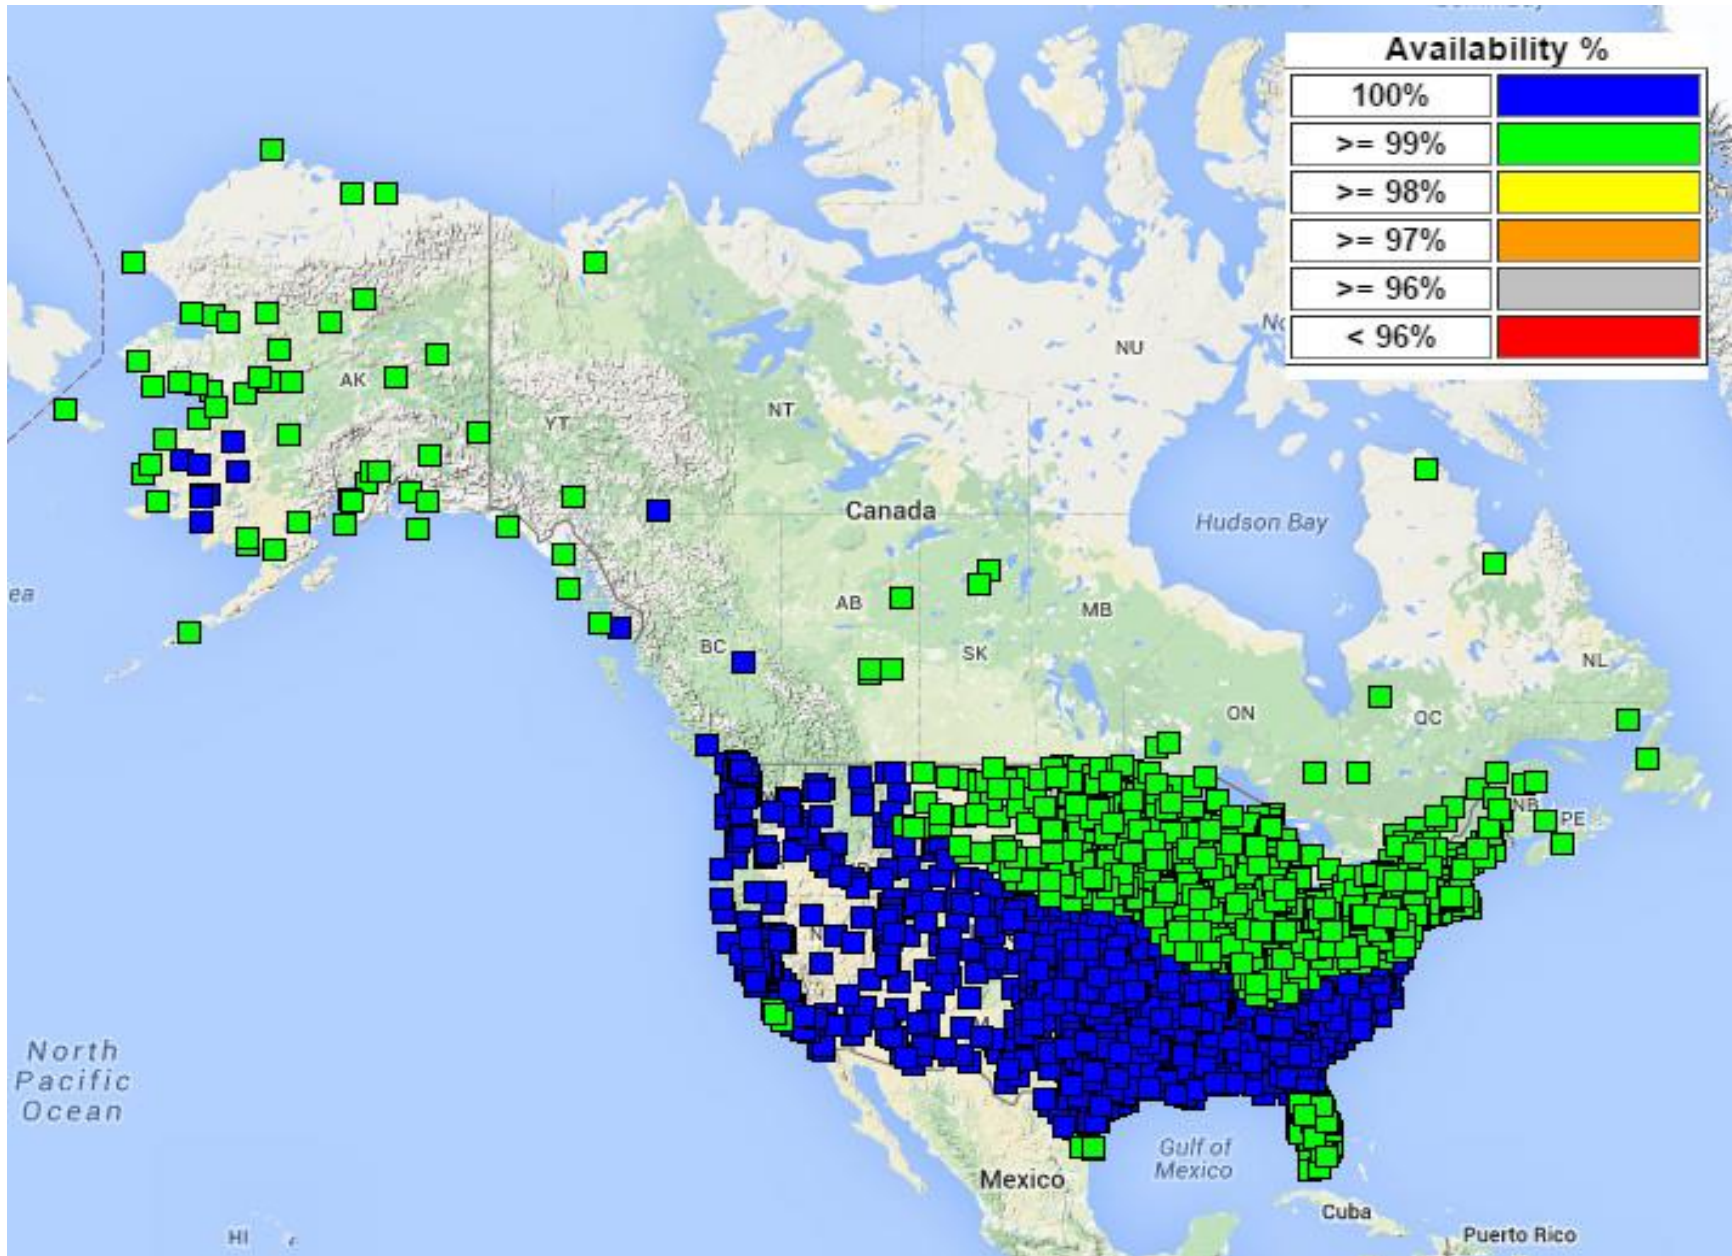 Availability %
100%
>= 99%
>= 98%
>= 97%
>= 96%
< 96%
NU
AK
NT
YT
Canada
Hudson Bay
ea
AB
MB
BC
SK
NL
ON
QC
NB
PE
North
Pacific
Ocean
Gulf of
Mexico
Mexico
Cuba
HI
Puerto Rico